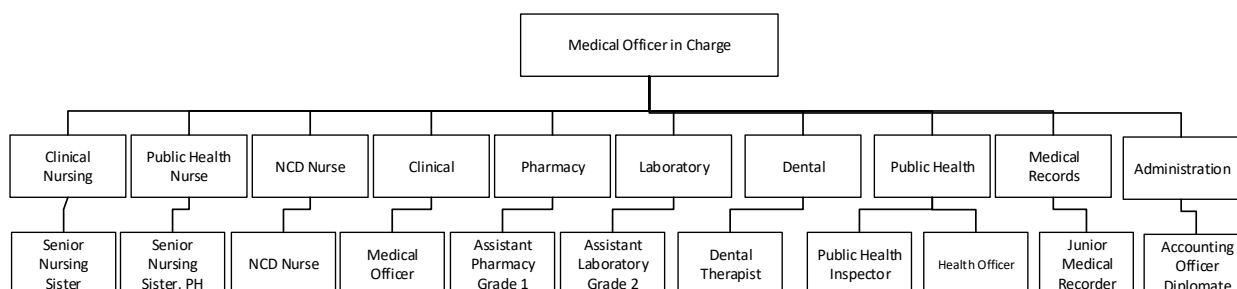 Medical Officer in Charge
Clinical
Nursing
Public Health
Nurse
NCD Nurse
Clinical
Pharmacy
Laboratory
Dental
Public Health
Medical
Records
Administration
Senior
Nursing
Sister
Senior
Nursing
Sister, PH
NCD Nurse
Medical
Officer
Assistant
Pharmacy
Grade 1
Assistant
Laboratory
Grade 2
Dental
Therapist
Public Health
Inspector
Health Officer
Junior
Medical
Recorder
Accounting
Officer
Diplomate